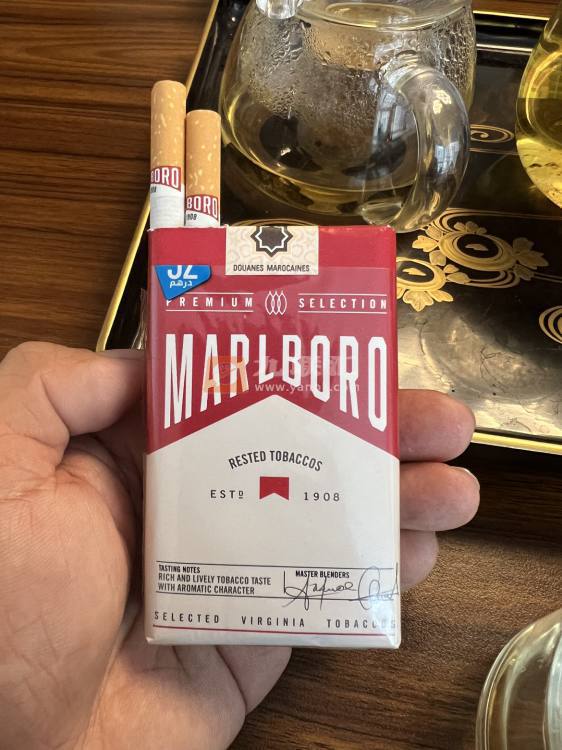 BORO
BORO
1908
DOUANES MAROCAINES
درهم
PREMIUM SELECTION
MARLBORO
RESTED TOBACCOS
ESTD 1908
TASTING NOTES
RICH AND LIVELY TOBACCO TASTE
WITH AROMATIC CHARACTER
MASTER BLENDERS
SELECTED VIRGINIA TOBACCOS